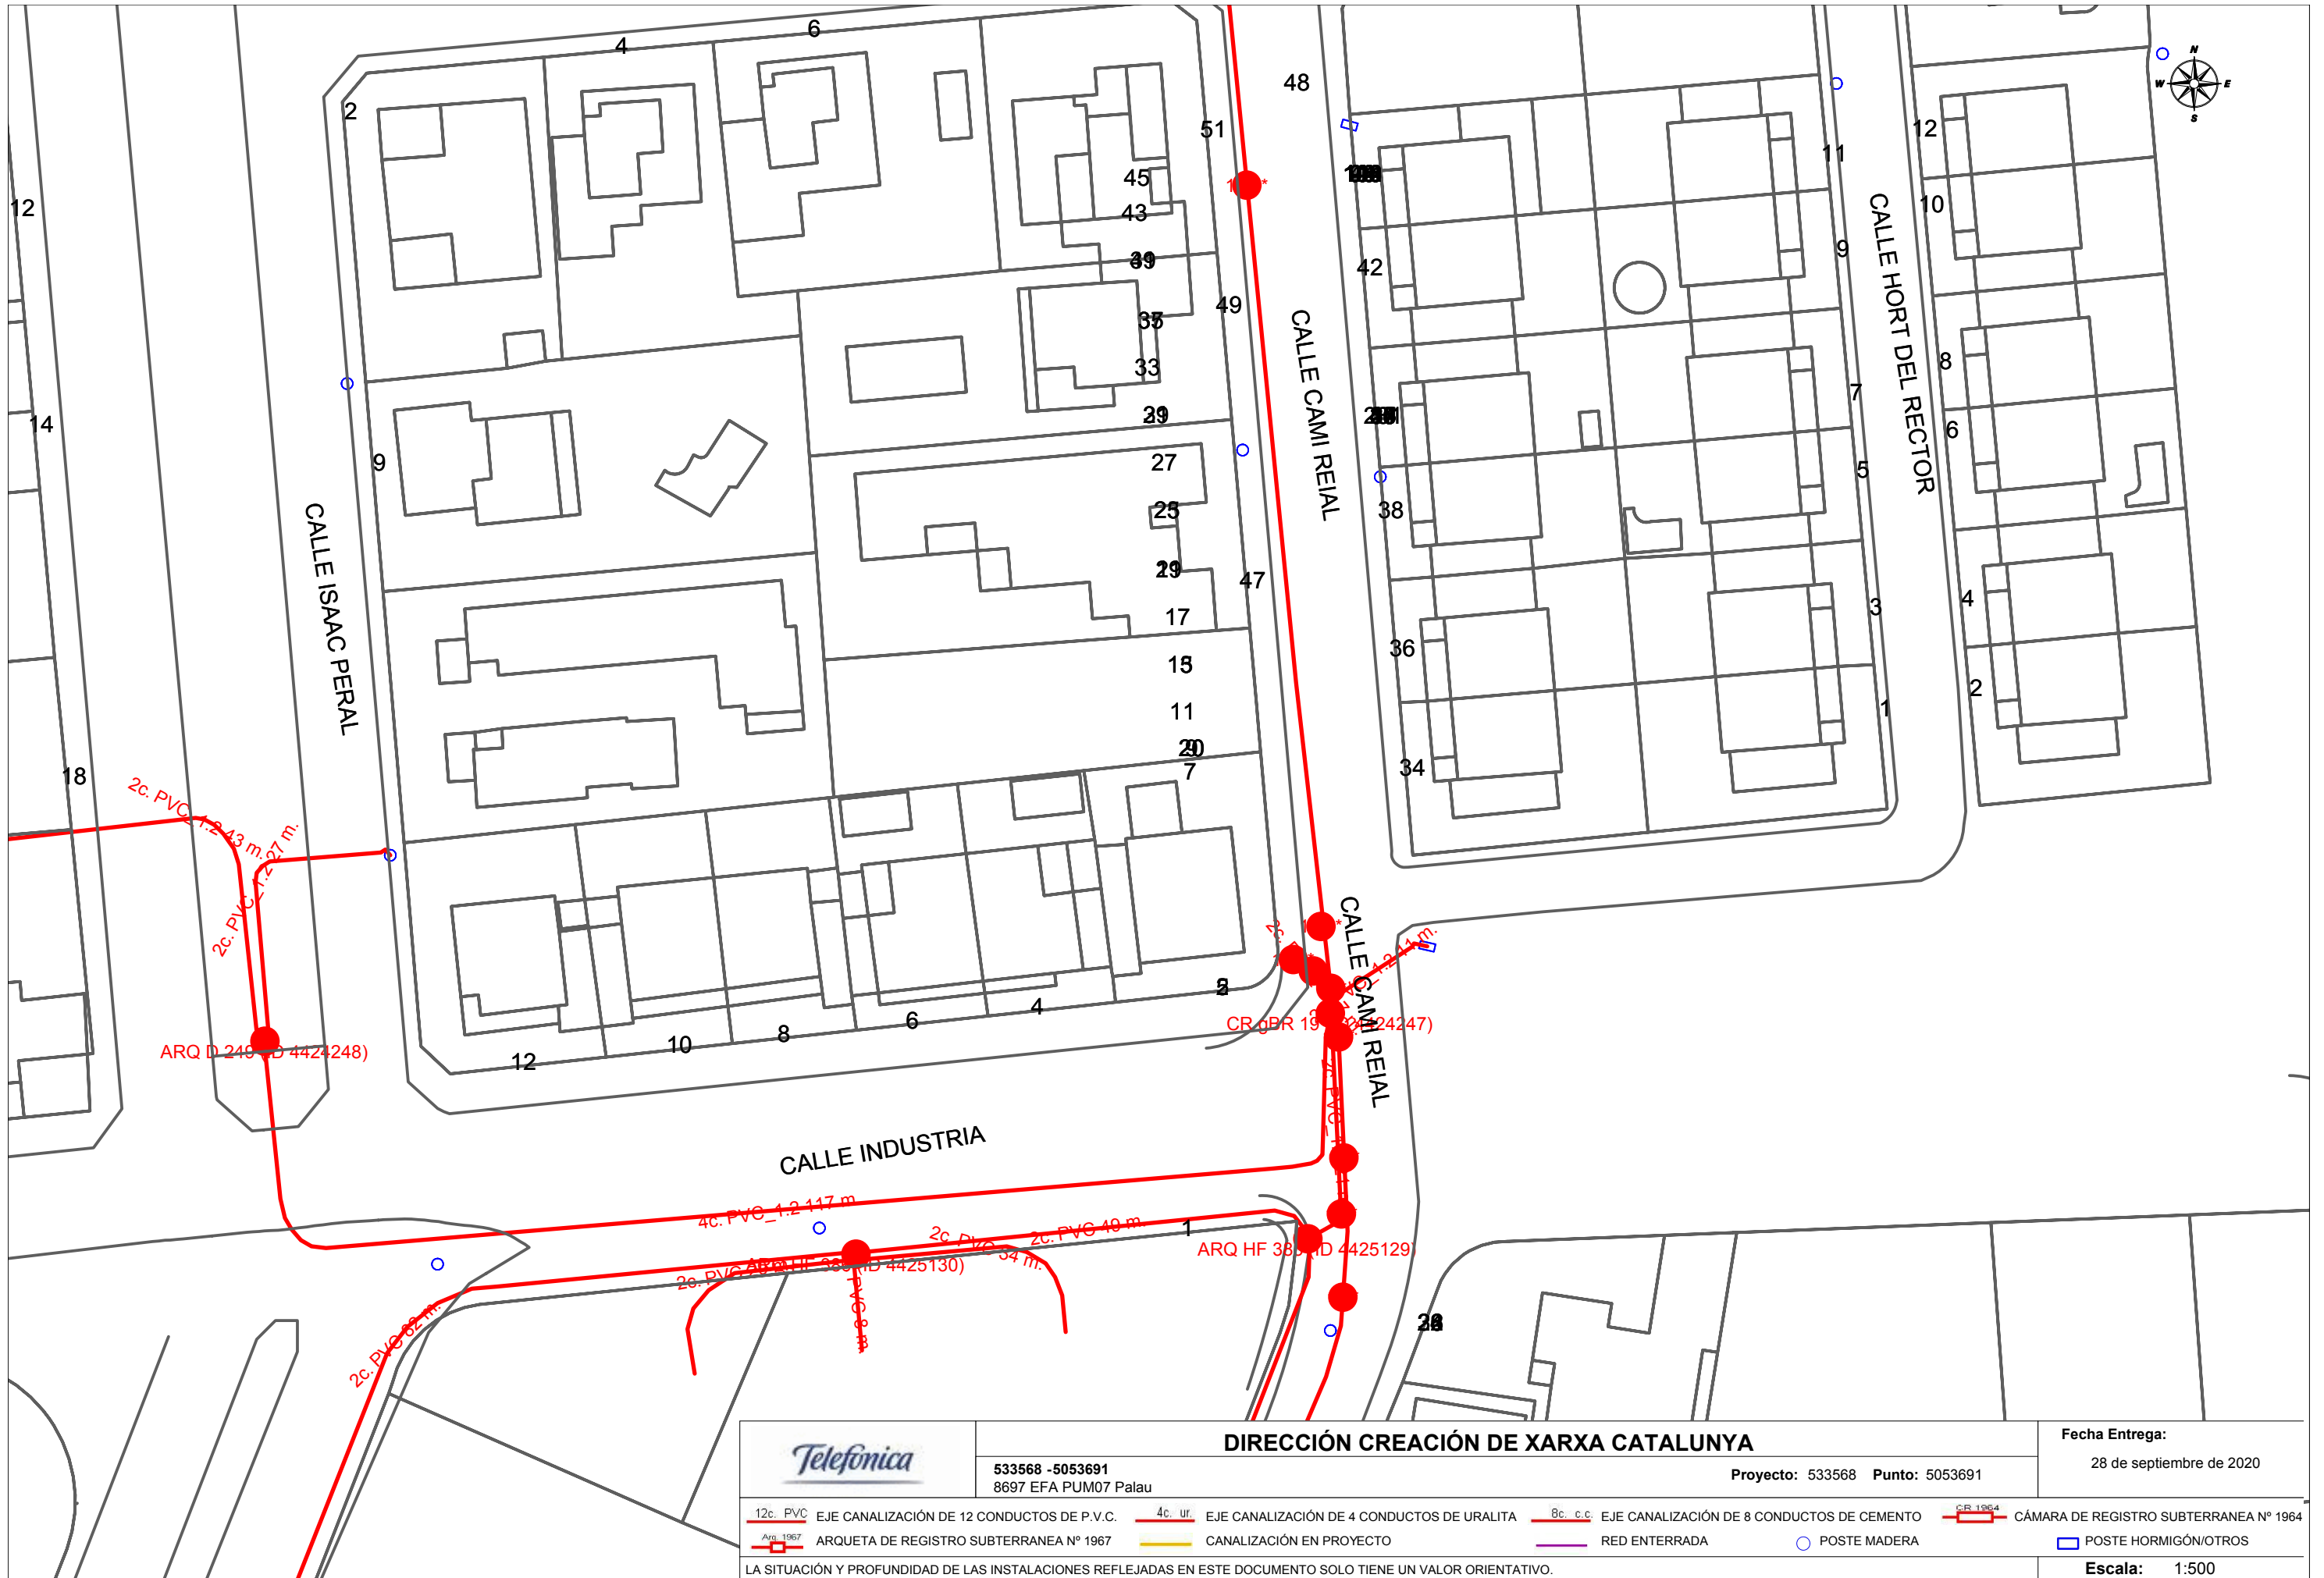 6
4
48
N
W E
S
2
51
12
11
12
45
10
43
CALLE HORT DEL RECTOR
9
42
49
CALLE CAMI REIAL
33
8
7
14
27
6
9
5
25
38
CALLE ISAAC PERAL
47
4
3
17
36
11
2
1
7
34
18
2c. PVC_1.2 43 m.
2c. PVC_1.2 27 m.
CALLE CAMI REIAL
ARQ D 249 (ID 4424248)
4
6
8
10
12
CALLE INDUSTRIA
4c. PVC_1.2 117 m.
2c. PVC 49 m.
2c. PVC 34 m.
1
ARQ HF 383 (ID 4425129)
PVC 8 m.
2c. PVC 82 m.
Telefónica
DIRECCIÓN CREACIÓN DE XARXA CATALUNYA
Fecha Entrega:
28 de septiembre de 2020
533568 -5053691
8697 EFA PUM07 Palau
Proyecto: 533568 Punto: 5053691
12c. PVC EJE CANALIZACIÓN DE 12 CONDUCTOS DE P.V.C.
4c. ur. EJE CANALIZACIÓN DE 4 CONDUCTOS DE URALITA
8c. c.c. EJE CANALIZACIÓN DE 8 CONDUCTOS DE CEMENTO
CR 1964 CÁMARA DE REGISTRO SUBTERRANEA Nº 1964
Arq. 1967 ARQUETA DE REGISTRO SUBTERRANEA Nº 1967
CANALIZACIÓN EN PROYECTO
RED ENTERRADA
POSTE MADERA
POSTE HORMIGÓN/OTROS
LA SITUACIÓN Y PROFUNDIDAD DE LAS INSTALACIONES REFLEJADAS EN ESTE DOCUMENTO SOLO TIENE UN VALOR ORIENTATIVO.
Escala: 1:500